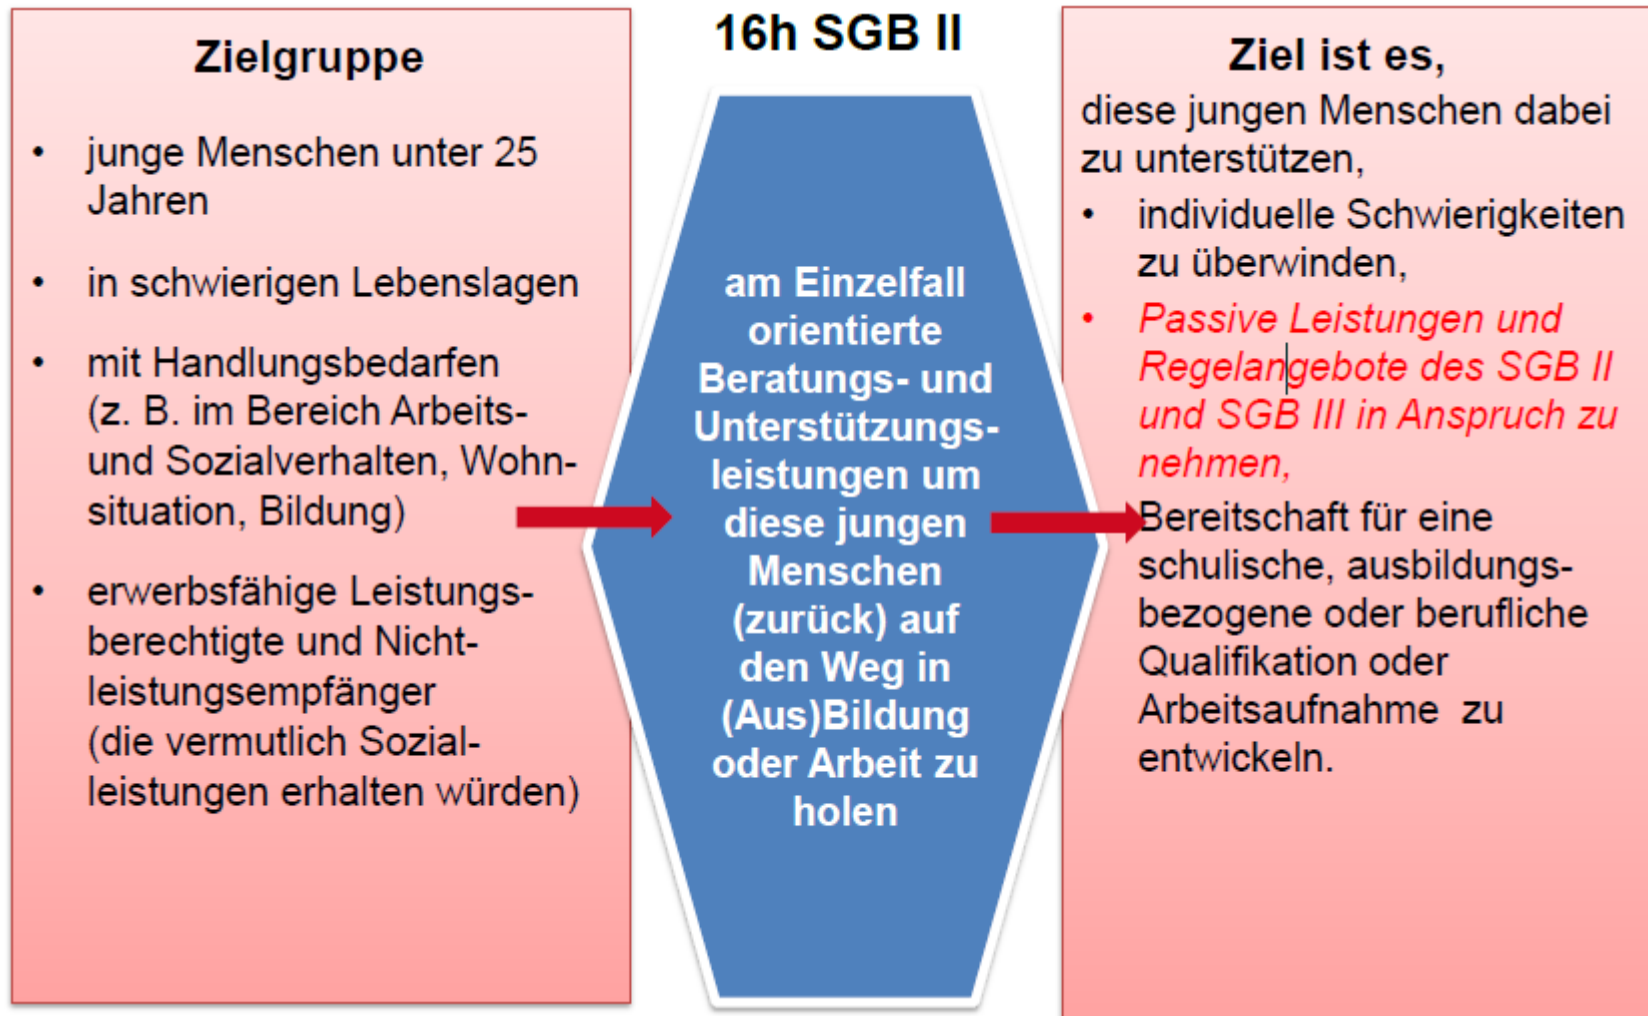 Zielgruppe
• junge Menschen unter 25
Jahren
• in schwierigen Lebenslagen
• mit Handlungsbedarfen
(z. B. im Bereich Arbeits-
und Sozialverhalten, Wohn-
situation, Bildung)
• erwerbsfähige Leistungs-
berechtigte und Nicht-
leistungsempfänger
(die vermutlich Sozial-
leistungen erhalten würden)
16h SGB II
am Einzelfall
orientierte
Beratungs- und
Unterstützungs-
leistungen um
diese jungen
Menschen
(zurück) auf
den Weg in
(Aus)Bildung
oder Arbeit zu
holen
Ziel ist es,
diese jungen Menschen dabei
zu unterstützen,
• individuelle Schwierigkeiten
zu überwinden,
• Passive Leistungen und
Regelangebote des SGB II
und SGB III in Anspruch zu
nehmen,
Bereitschaft für eine
schulische, ausbildungs-
bezogene oder berufliche
Qualifikation oder
Arbeitsaufnahme zu
entwickeln.